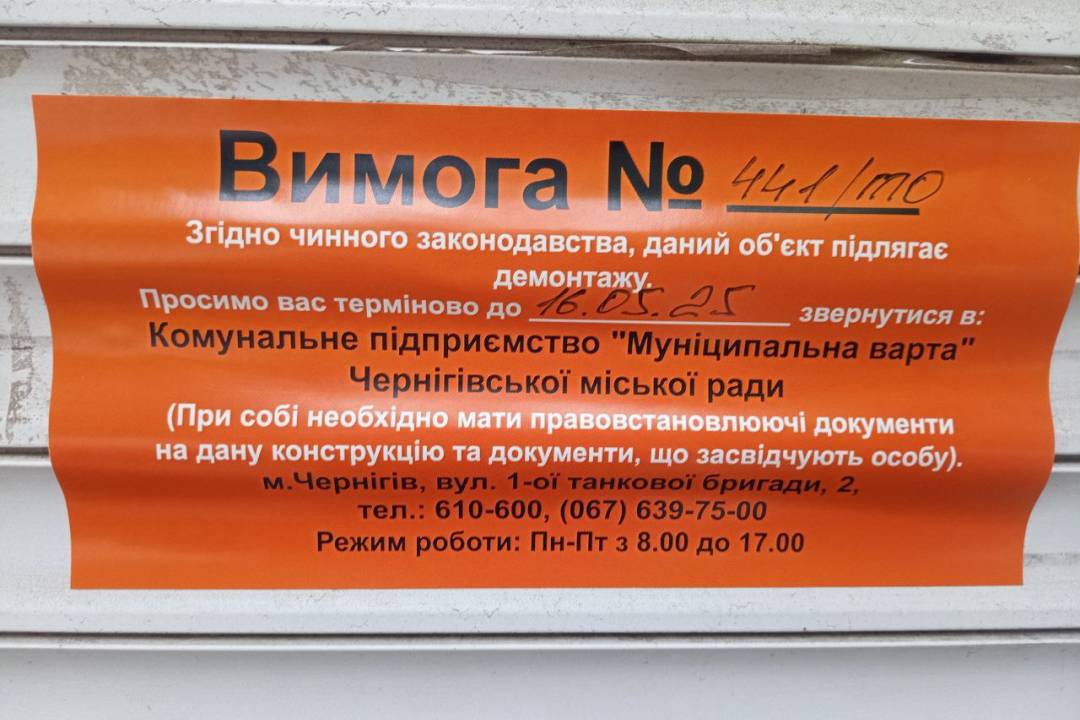 Вимога № 441/то
Згідно чинного законодавства, даний об'єкт підлягає
демонтажу.
Просимо вас терміново до 16.05.25 звернутися в:
Комунальне підприємство "Муніципальна варта"
Чернігівської міської ради
(При собі необхідно мати правовстановлюючі документи
на дану конструкцію та документи, що засвідчують особу).
м.Чернігів, вул. 1-ої танкової бригади, 2,
тел.: 610-600, (067) 639-75-00
Режим роботи: Пн-Пт з 8.00 до 17.00